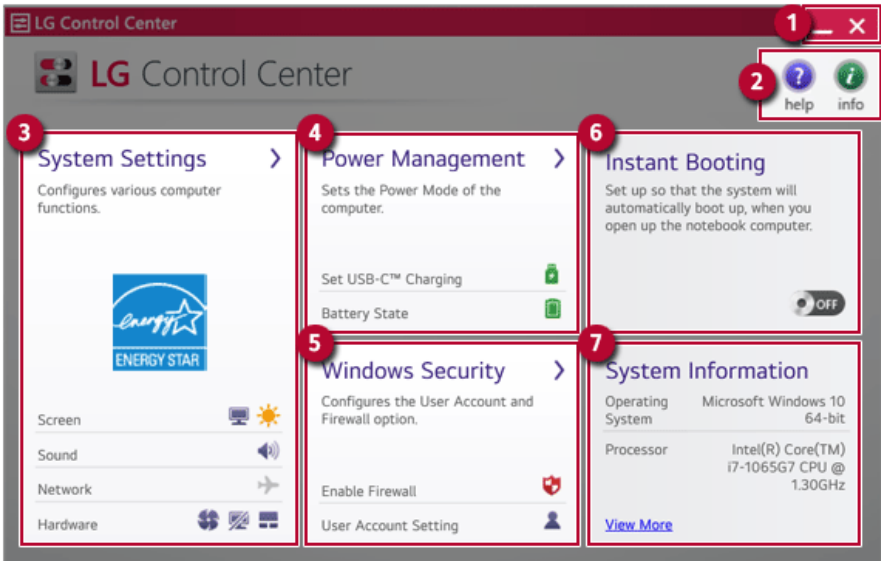 LG Control Center
1
LG Control Center
2
help
info
3
System Settings
Configures various computer
functions.
energy
ENERGY STAR
Screen
Sound
Network
Hardware
4
Power Management
Sets the Power Mode of the
computer.
Set USB-C™ Charging
Battery State
5
Windows Security
Configures the User Account and
Firewall option.
Enable Firewall
User Account Setting
6
Instant Booting
Set up so that the system will
automatically boot up, when you
open up the notebook computer.
OFF
7
System Information
Operating System
Microsoft Windows 10
64-bit
Processor
Intel(R) Core(TM)
i7-1065G7 CPU @
1.30GHz
View More